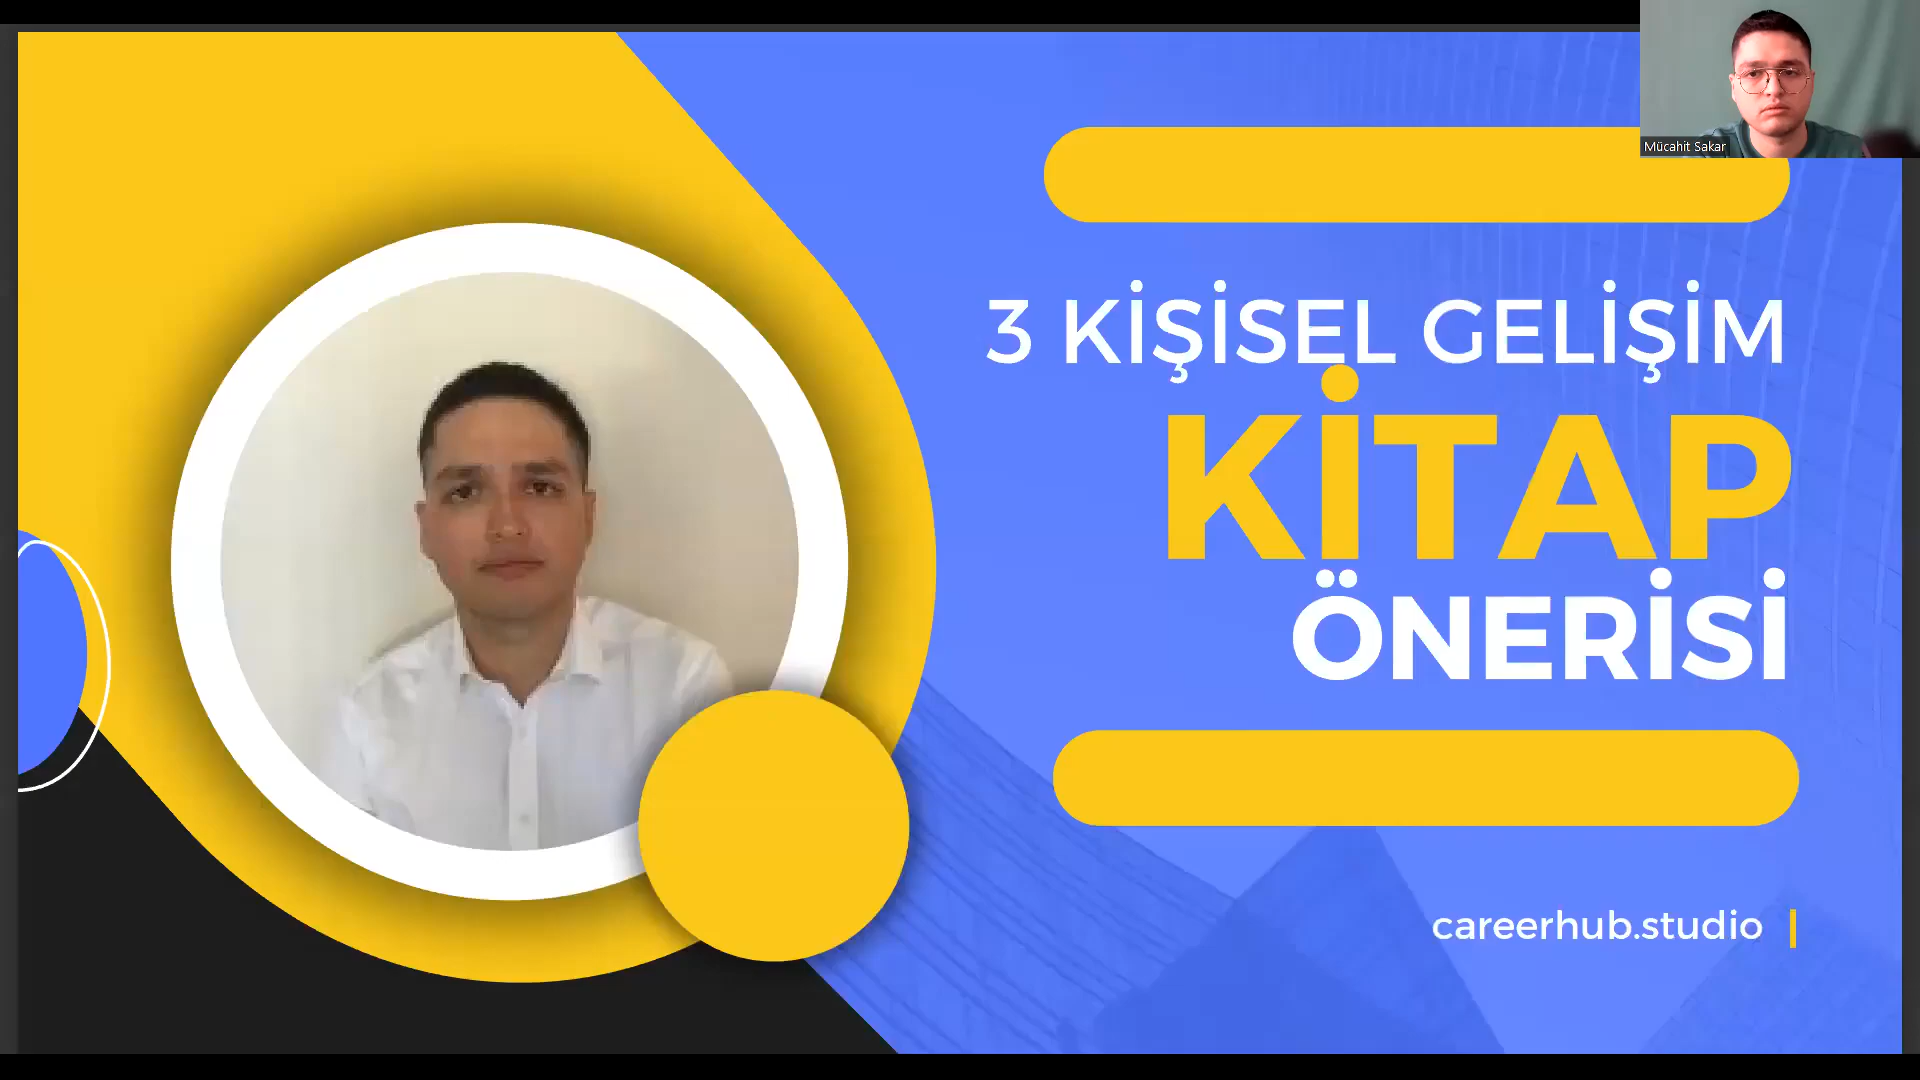 Mücahit Sakar
3 KİŞİSEL GELİŞİM
KİTAP
ÖNERİSİ
careerhub.studio